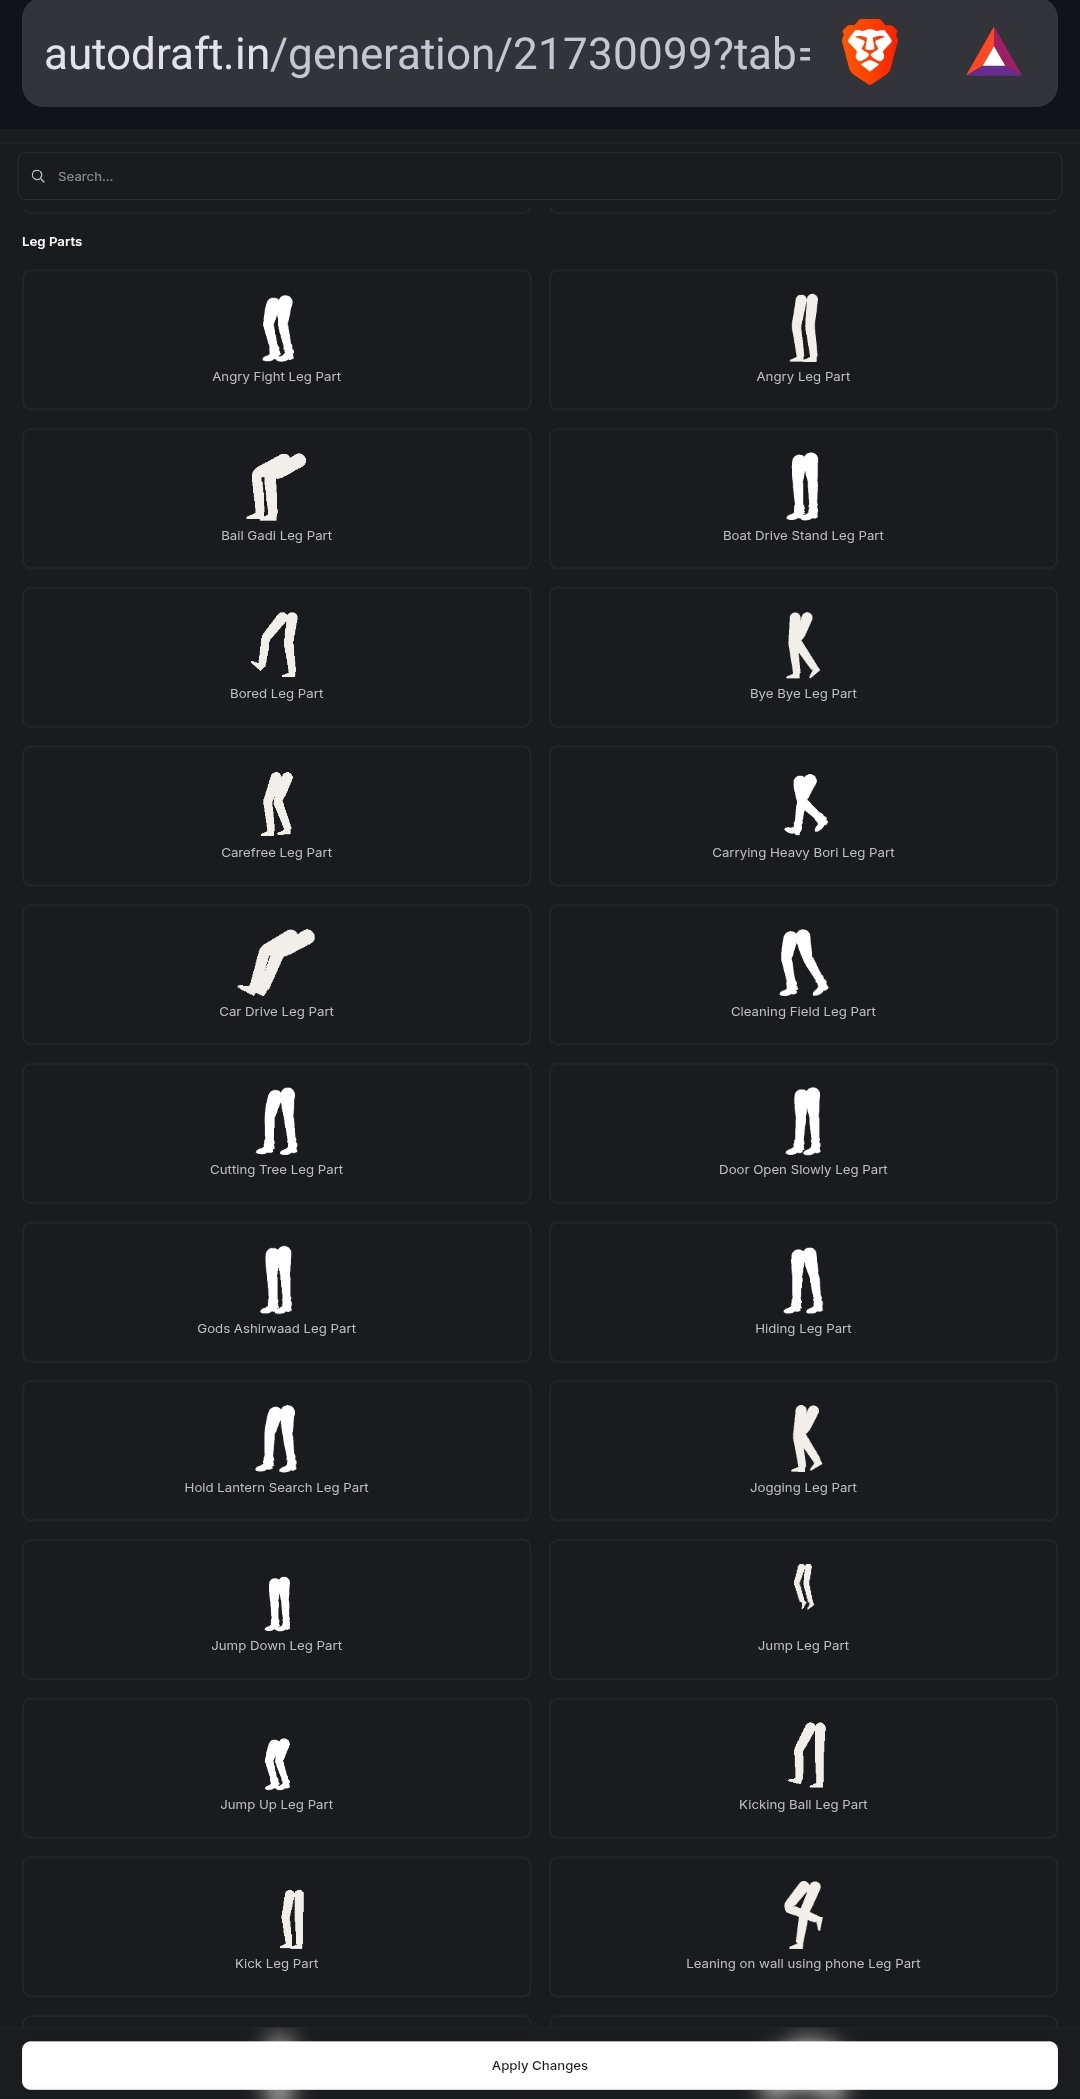 autodraft.in/generation/21730099?tab=
Search...
Leg Parts
Angry Fight Leg Part
Angry Leg Part
Bail Gadi Leg Part
Boat Drive Stand Leg Part
Bored Leg Part
Bye Bye Leg Part
Carefree Leg Part
Carrying Heavy Bori Leg Part
Car Drive Leg Part
Cleaning Field Leg Part
Cutting Tree Leg Part
Door Open Slowly Leg Part
Gods Ashirwaad Leg Part
Hiding Leg Part
Hold Lantern Search Leg Part
Jogging Leg Part
Jump Down Leg Part
Jump Leg Part
Jump Up Leg Part
Kicking Ball Leg Part
Kick Leg Part
Leaning on wall using phone Leg Part
Apply Changes